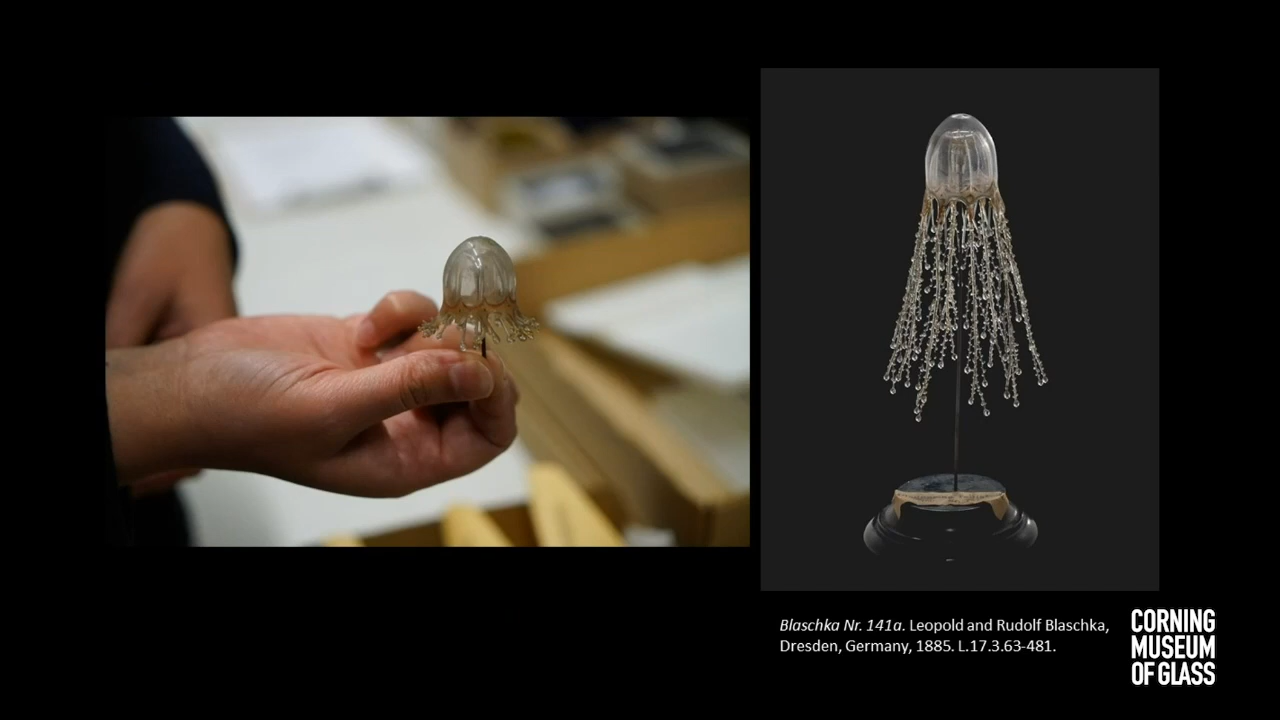 Blaschka Nr. 141a. Leopold and Rudolf Blaschka,
Dresden, Germany, 1885. L.17.3.63-481.
CORNING
MUSEUM
OF GLASS